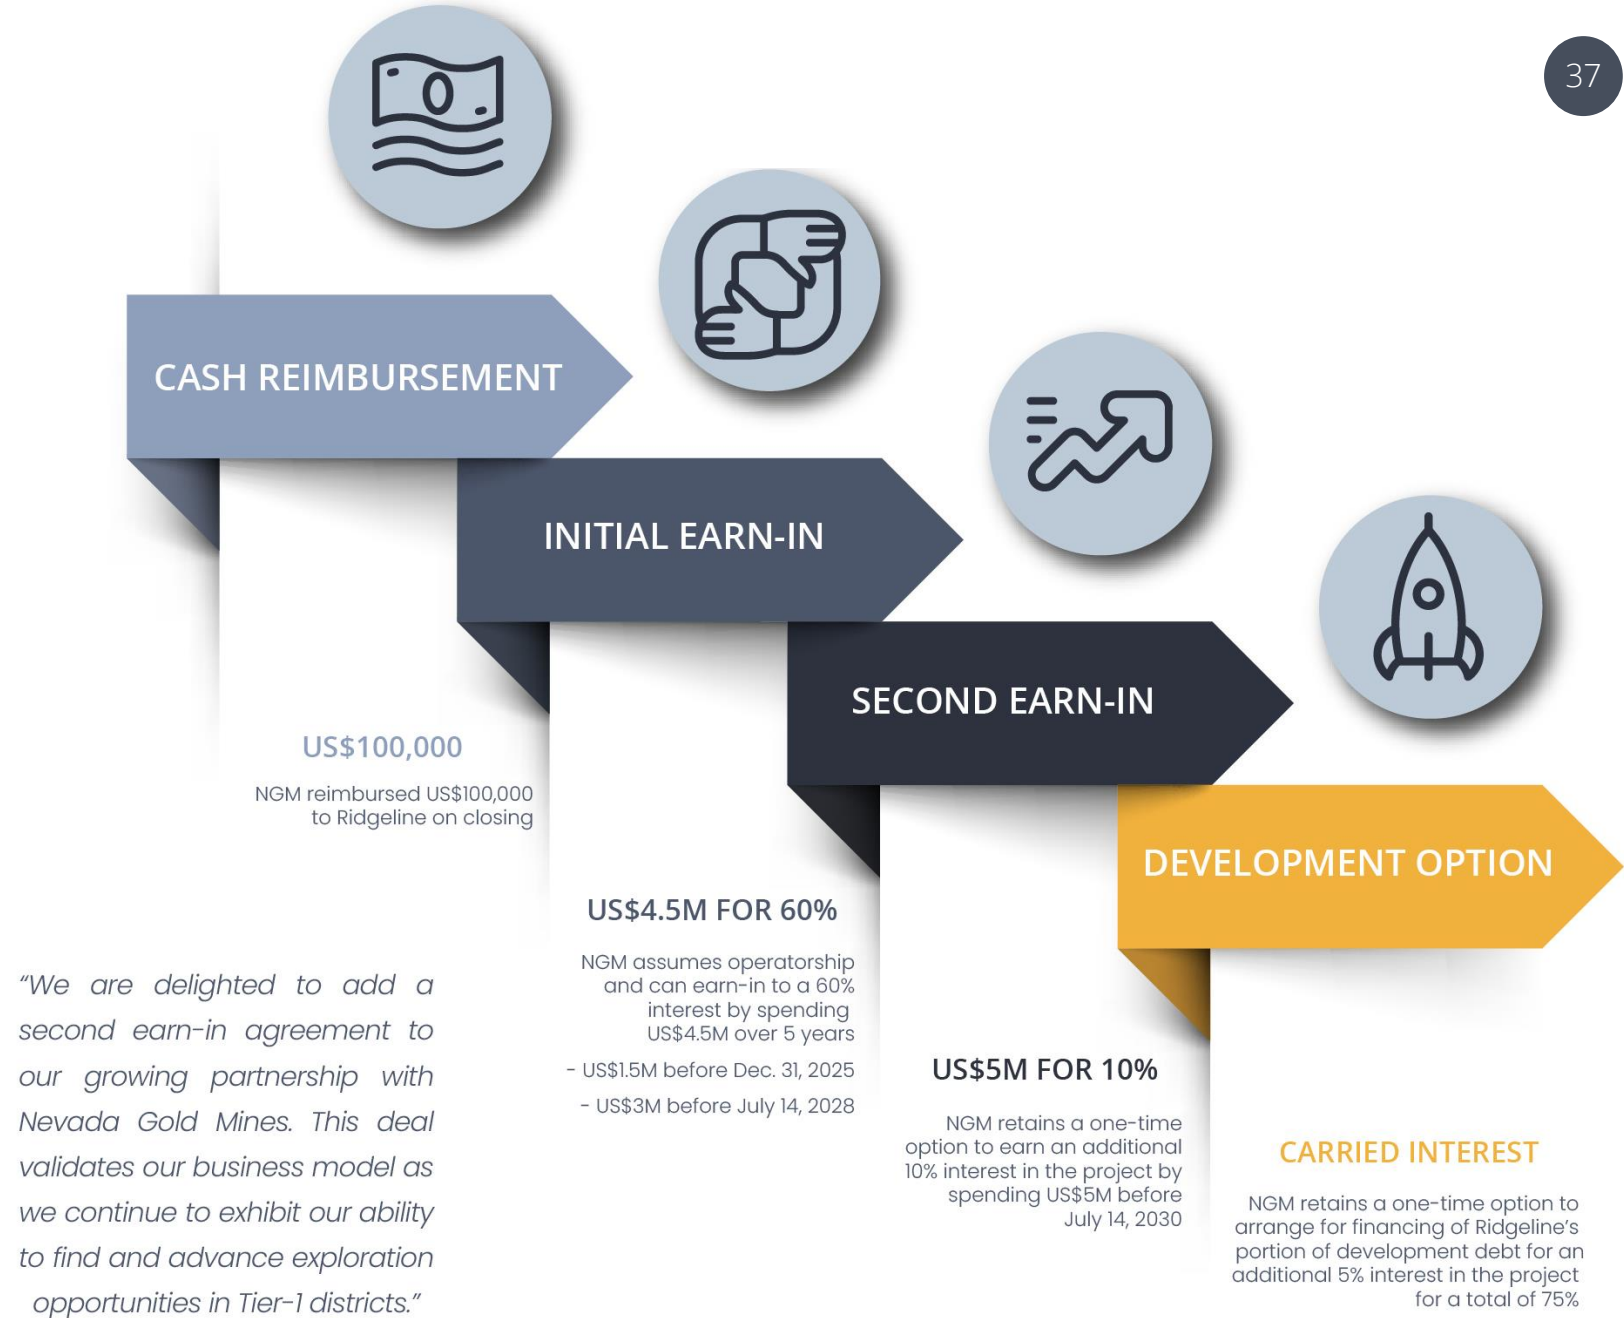 37
CASH REIMBURSEMENT
INITIAL EARN-IN
SECOND EARN-IN
DEVELOPMENT OPTION
US$100,000
NGM reimbursed US$100,000
to Ridgeline on closing
US$4.5M FOR 60%
NGM assumes operatorship
and can earn-in to a 60%
interest by spending
US$4.5M over 5 years
- US$1.5M before Dec. 31, 2025
- US$3M before July 14, 2028
US$5M FOR 10%
NGM retains a one-time
option to earn an additional
10% interest in the project by
spending US$5M before
July 14, 2030
CARRIED INTEREST
NGM retains a one-time option to
arrange for financing of Ridgeline’s
portion of development debt for an
additional 5% interest in the project
for a total of 75%
“We are delighted to add a
second earn-in agreement to
our growing partnership with
Nevada Gold Mines. This deal
validates our business model as
we continue to exhibit our ability
to find and advance exploration
opportunities in Tier-1 districts.”